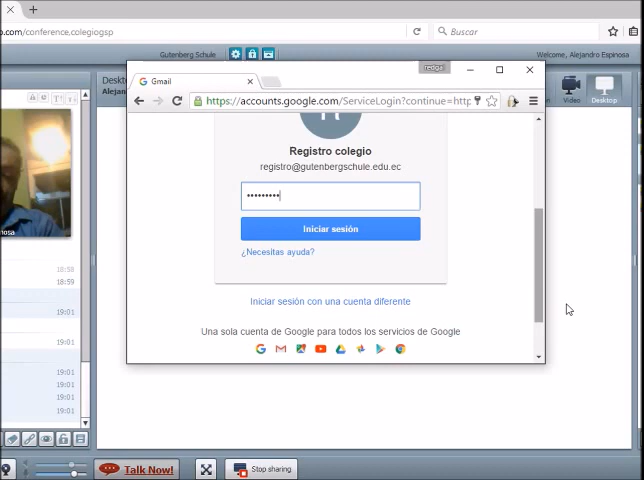 .com/conference,colegiogsp
Buscar
Gutenberg Schule
Welcome, Alejandro Espinosa
redgal
Gmail
https://accounts.google.com/ServiceLogin?continue=http
Video
Desktop
Registro colegio
registro@gutenbergschule.edu.ec
Iniciar sesión
¿Necesitas ayuda?
Iniciar sesión con una cuenta diferente
Una sola cuenta de Google para todos los servicios de Google
18:58
18:59
19:01
19:01
19:01
19:01
19:01
19:01
Talk Now!
Stop sharing